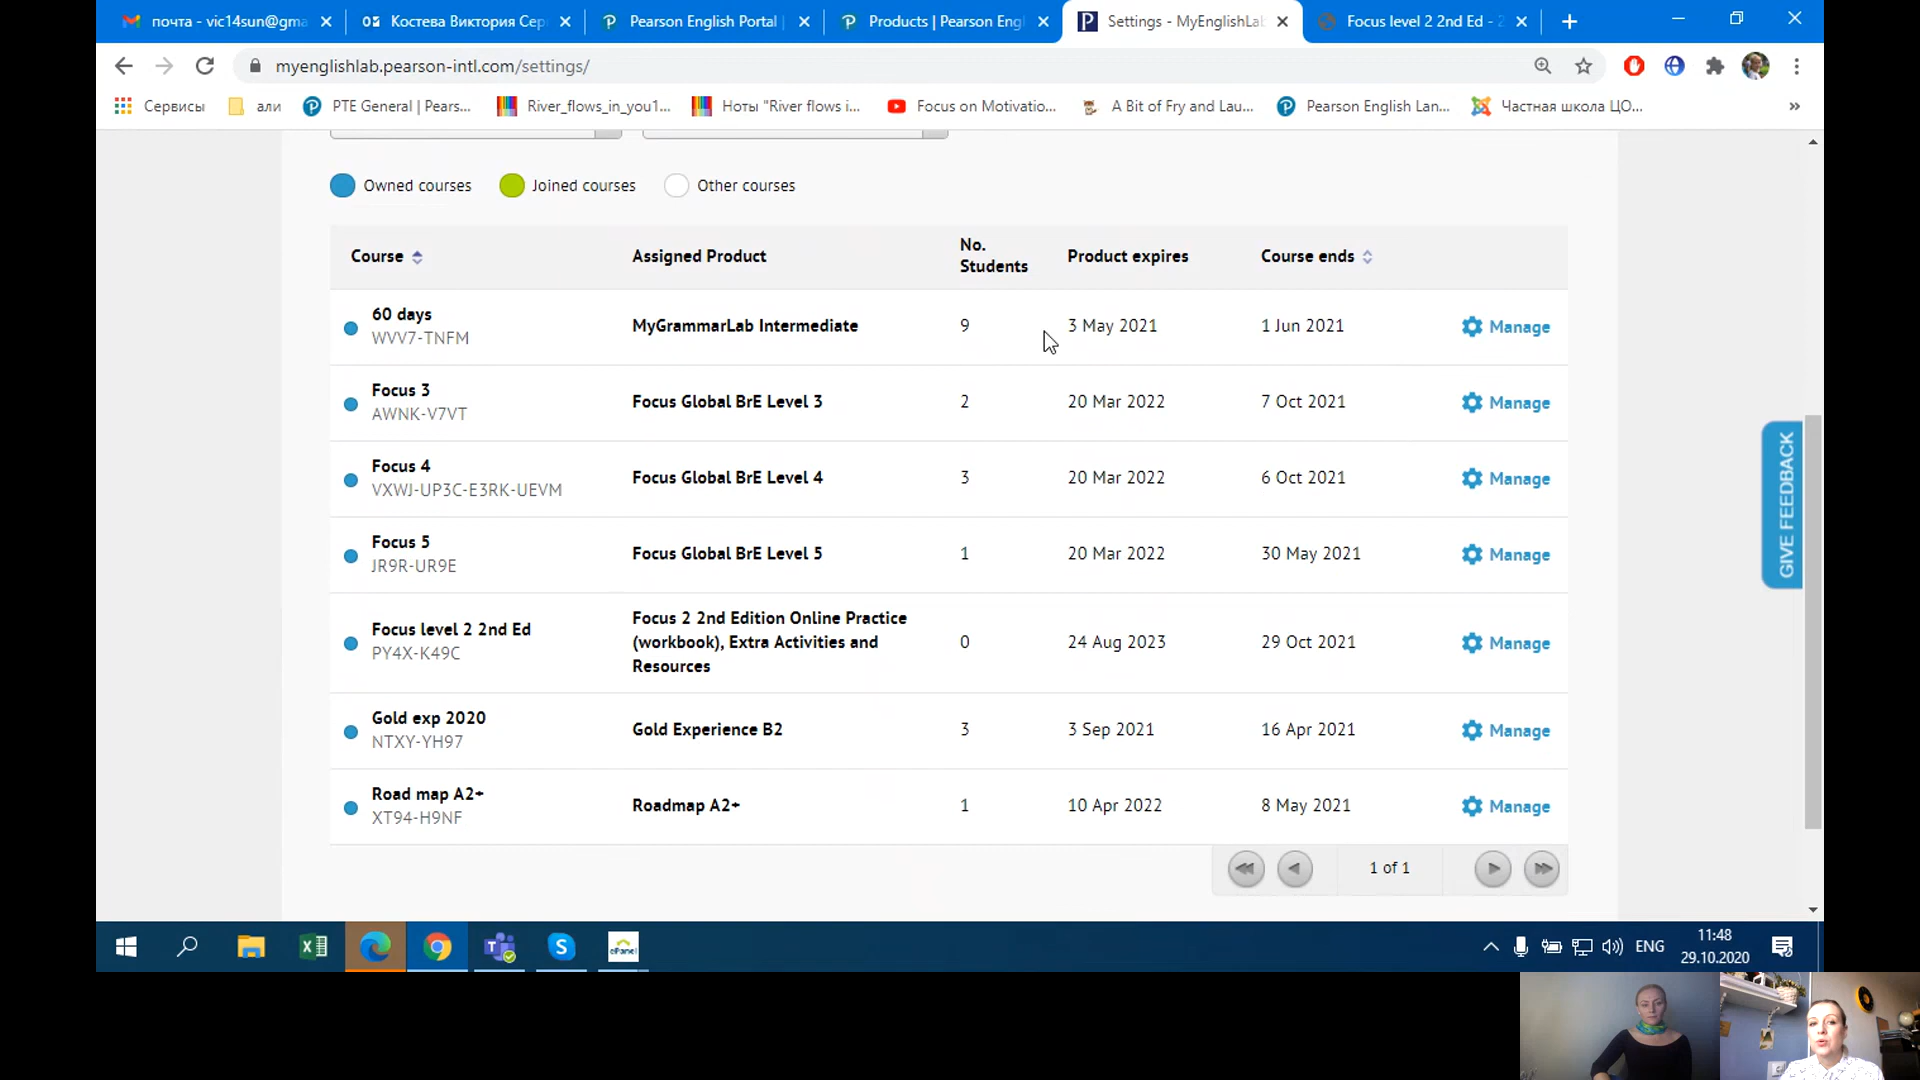 почта - vic14sun@gma
Костева Виктория Сер
Pearson English Portal
Products | Pearson Engl
Settings - MyEnglishLab
Focus level 2 2nd Ed - 2
myenglishlab.pearson-intl.com/settings/
Сервисы
али
PTE General | Pears...
River_flows_in_you1...
Ноты "River flows i...
Focus on Motivatio...
A Bit of Fry and Lau...
Pearson English Lan...
Частная школа ЦО...
Owned courses
Joined courses
Other courses
Course
Assigned Product
No. Students
Product expires
Course ends
60 days
WVV7-TNFM
MyGrammarLab Intermediate
9
3 May 2021
1 Jun 2021
Manage
Focus 3
AWNK-V7VT
Focus Global BrE Level 3
2
20 Mar 2022
7 Oct 2021
Manage
Focus 4
VXWJ-UP3C-E3RK-UEVM
Focus Global BrE Level 4
3
20 Mar 2022
6 Oct 2021
Manage
Focus 5
JR9R-UR9E
Focus Global BrE Level 5
1
20 Mar 2022
30 May 2021
Manage
Focus level 2 2nd Ed
PY4X-K49C
Focus 2 2nd Edition Online Practice
(workbook), Extra Activities and
Resources
0
24 Aug 2023
29 Oct 2021
Manage
Gold exp 2020
NTXY-YH97
Gold Experience B2
3
3 Sep 2021
16 Apr 2021
Manage
Road map A2+
XT94-H9NF
Roadmap A2+
1
10 Apr 2022
8 May 2021
Manage
1 of 1
GIVE FEEDBACK
ePanel
ENG
11:48
29.10.2020